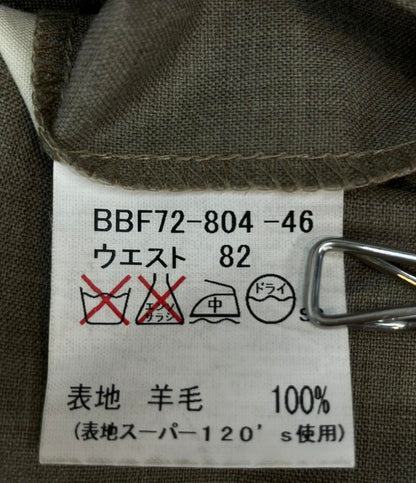 BBF72-804-46
ウエスト 82
エンソ サラシ 中 ドライ
表地 羊毛 100%
(表地スーパー120's使用)